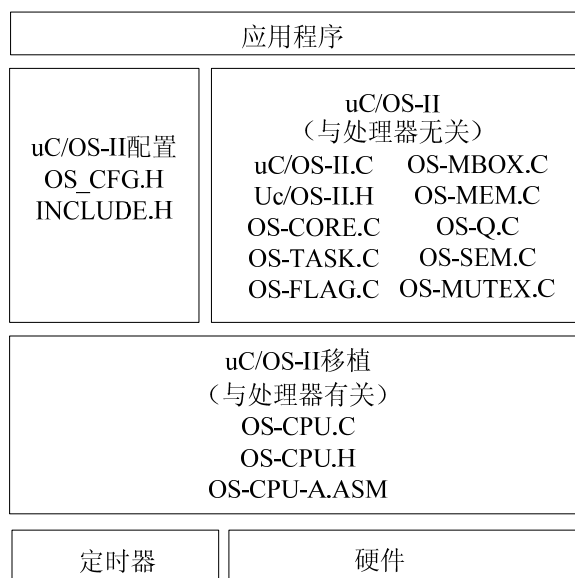 应用程序
uC/OS-II配置
OS_CFG.H
INCLUDE.H
uC/OS-II
（与处理器无关）
uC/OS-II.C OS-MBOX.C
Uc/OS-II.H OS-MEM.C
OS-CORE.C OS-Q.C
OS-TASK.C OS-SEM.C
OS-FLAG.C OS-MUTEX.C
uC/OS-II移植
（与处理器有关）
OS-CPU.C
OS-CPU.H
OS-CPU-A.ASM
定时器
硬件